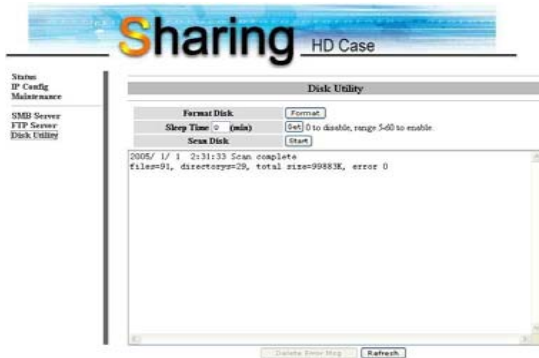 Sharing HD Case
Status
IP Config
Maintenance
SMB Server
FTP Server
Disk Utility
Disk Utility
Format Disk Format
Sleep Time 0 (min) Set 0 to disable, range 5-60 to enable.
Scan Disk Start
2005/ 1/ 1 2:31:33 Scan complete
files=91, directorys=29, total size=99883K, error 0
Delete Error Msg Refresh